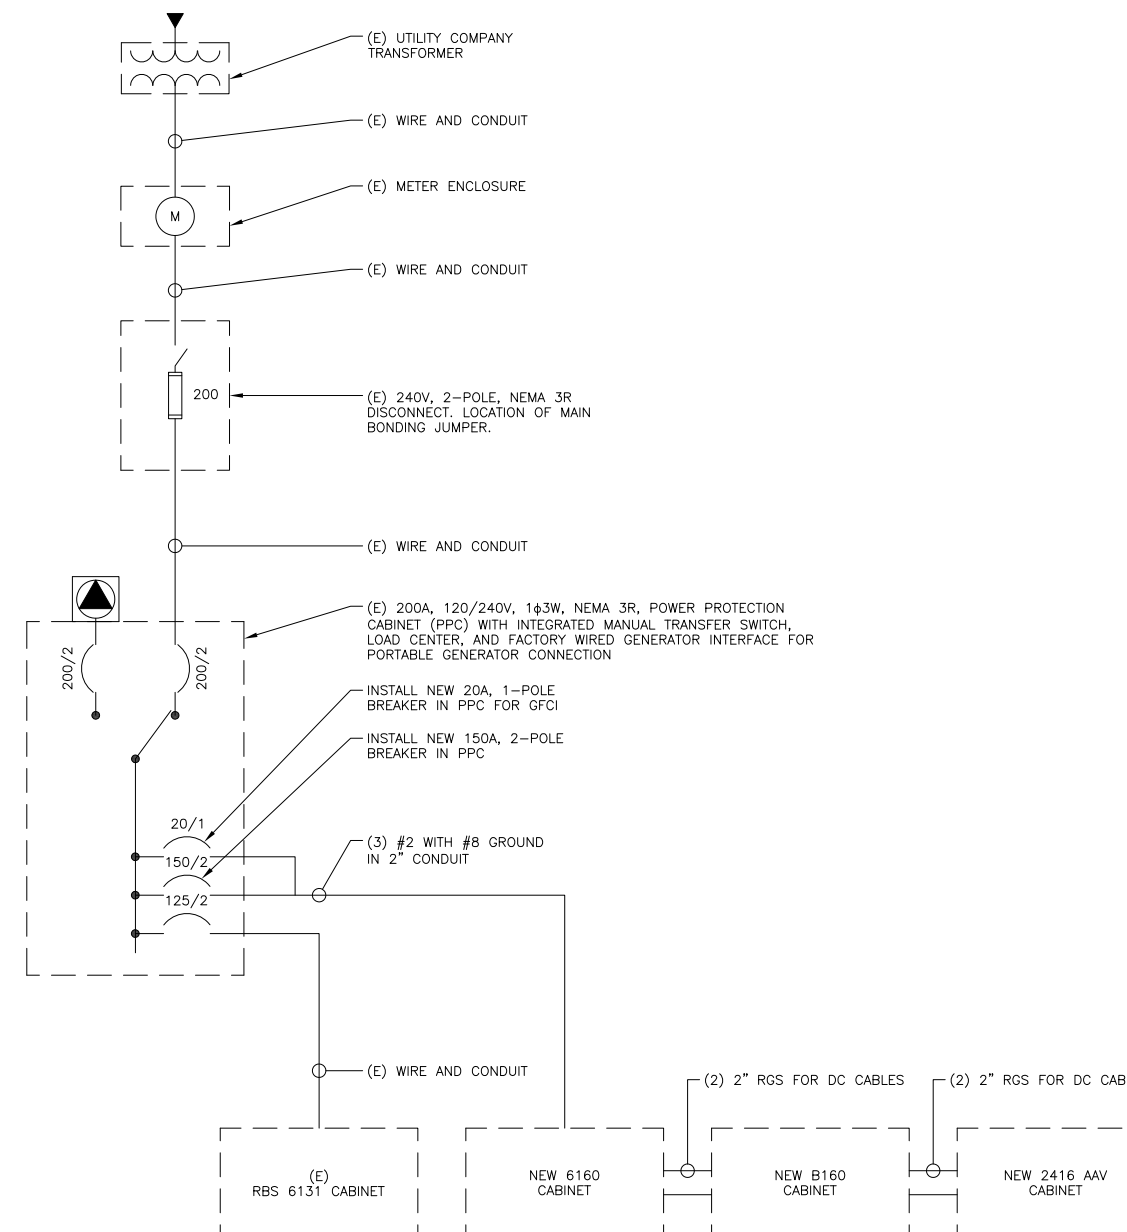 (E) UTILITY COMPANY
TRANSFORMER
(E) WIRE AND CONDUIT
(E) METER ENCLOSURE
M
(E) WIRE AND CONDUIT
200
(E) 240V, 2-POLE, NEMA 3R
DISCONNECT. LOCATION OF MAIN
BONDING JUMPER.
(E) WIRE AND CONDUIT
(E) 200A, 120/240V, 1ϕ3W, NEMA 3R, POWER PROTECTION
CABINET (PPC) WITH INTEGRATED MANUAL TRANSFER SWITCH,
LOAD CENTER, AND FACTORY WIRED GENERATOR INTERFACE FOR
PORTABLE GENERATOR CONNECTION
200/2
200/2
INSTALL NEW 20A, 1-POLE
BREAKER IN PPC FOR GFCI
INSTALL NEW 150A, 2-POLE
BREAKER IN PPC
20/1
(3) #2 WITH #8 GROUND
IN 2" CONDUIT
150/2
125/2
(E) WIRE AND CONDUIT
(2) 2" RGS FOR DC CABLES
(2) 2" RGS FOR DC CAB
(E)
RBS 6131 CABINET
NEW 6160
CABINET
NEW B160
CABINET
NEW 2416 AAV
CABINET